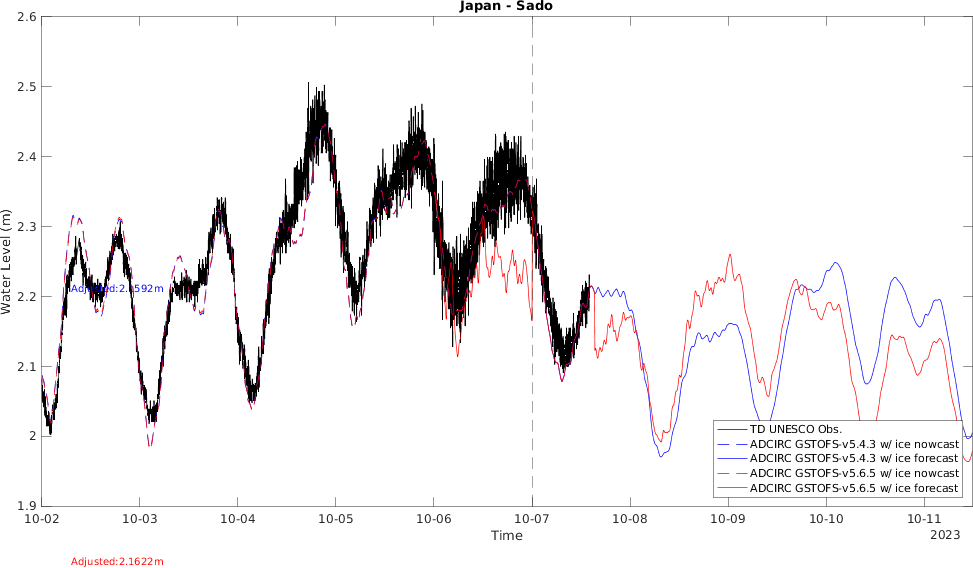 Japan - Sado
2.6
2.5
2.4
2.3
2.2
2.1
2
1.9
Water Level (m)
Adjusted:2.1592m
TD UNESCO Obs.
ADCIRC GSTOFS-v5.4.3 w/ ice nowcast
ADCIRC GSTOFS-v5.4.3 w/ ice forecast
ADCIRC GSTOFS-v5.6.5 w/ ice nowcast
ADCIRC GSTOFS-v5.6.5 w/ ice forecast
10-02 10-03 10-04 10-05 10-06 10-07 10-08 10-09 10-10 10-11
Time
2023
Adjusted:2.1622m